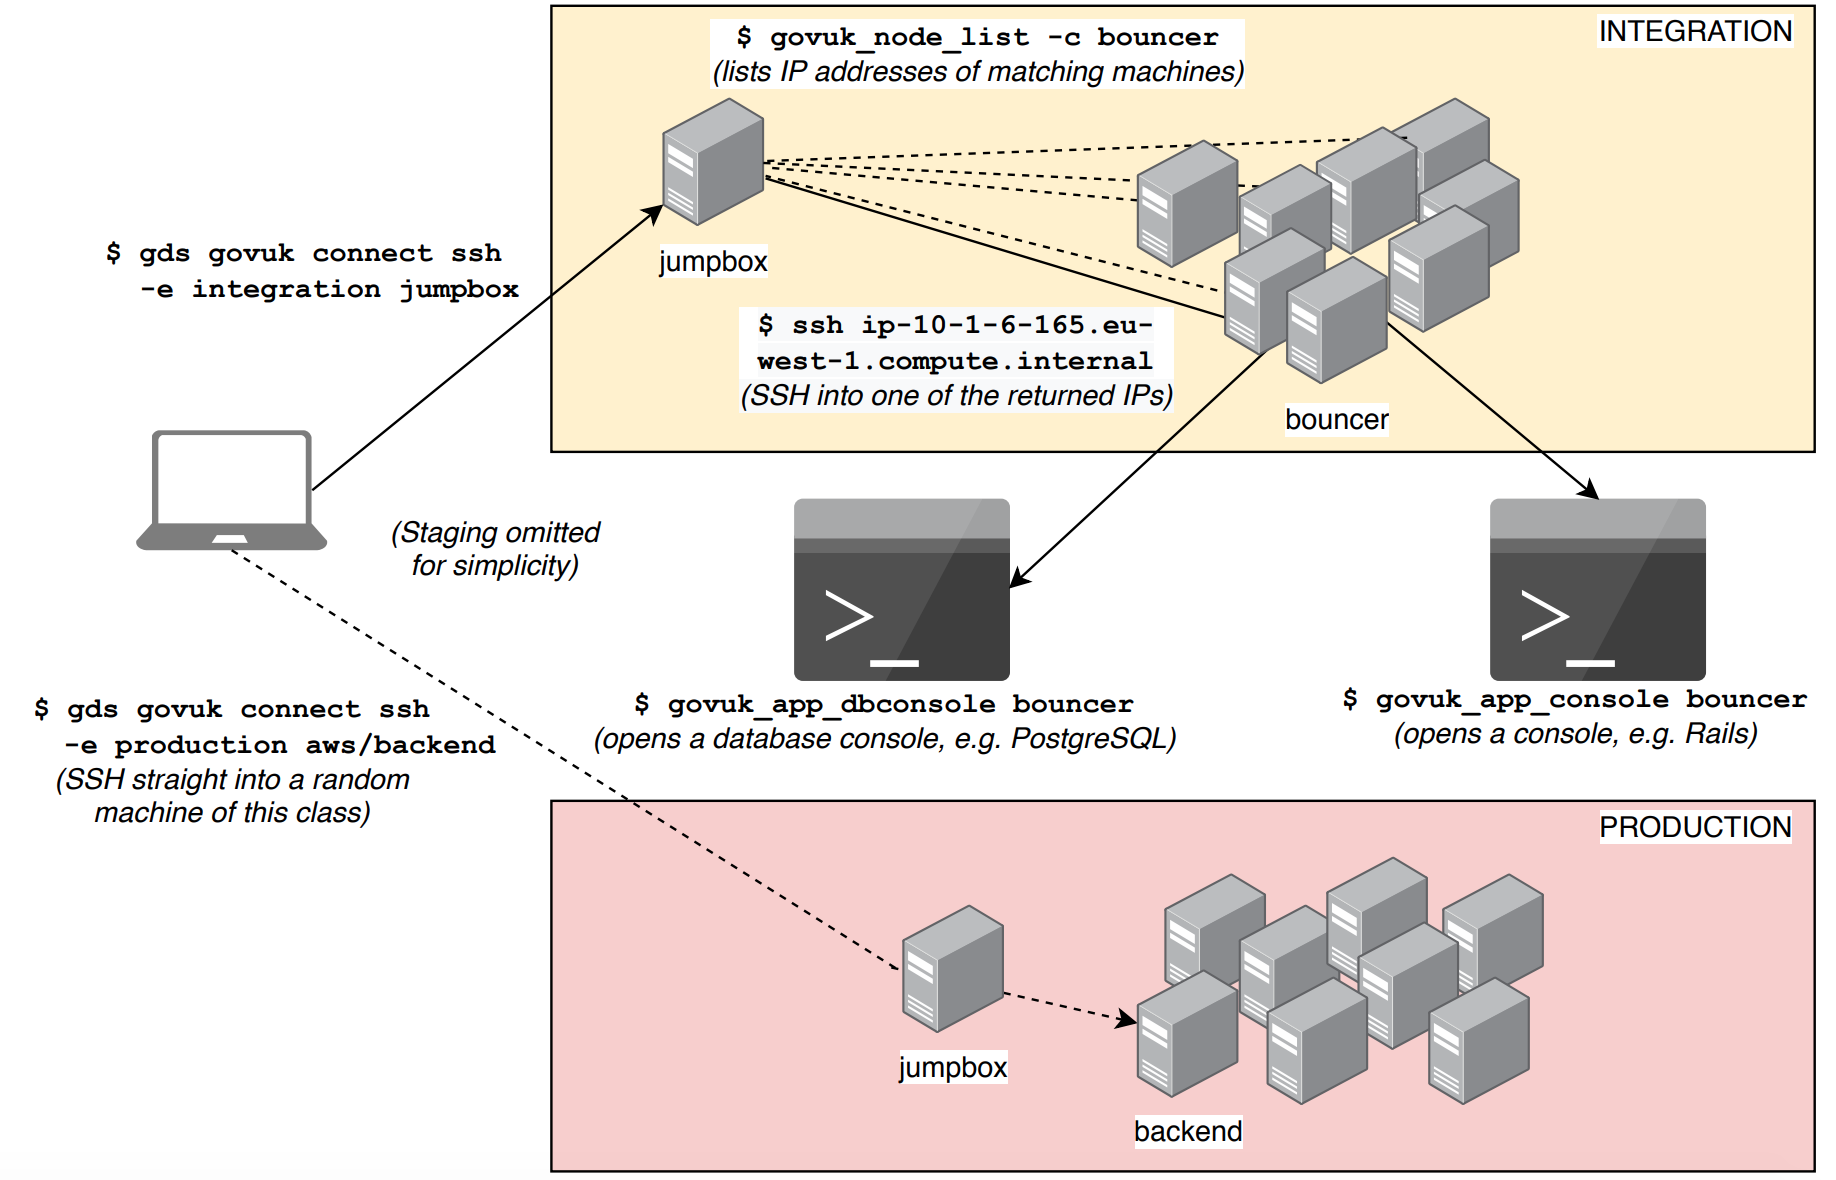 INTEGRATION
$ govuk_node_list -c bouncer
(lists IP addresses of matching machines)
jumpbox
$ gds govuk connect ssh
-e integration jumpbox
$ ssh ip-10-1-6-165.eu-
west-1.compute.internal
(SSH into one of the returned IPs)
bouncer
(Staging omitted
for simplicity)
>_
>_
$ gds govuk connect ssh
-e production aws/backend
(SSH straight into a random
machine of this class)
$ govuk_app_dbconsole bouncer
(opens a database console, e.g. PostgreSQL)
$ govuk_app_console bouncer
(opens a console, e.g. Rails)
PRODUCTION
jumpbox
backend